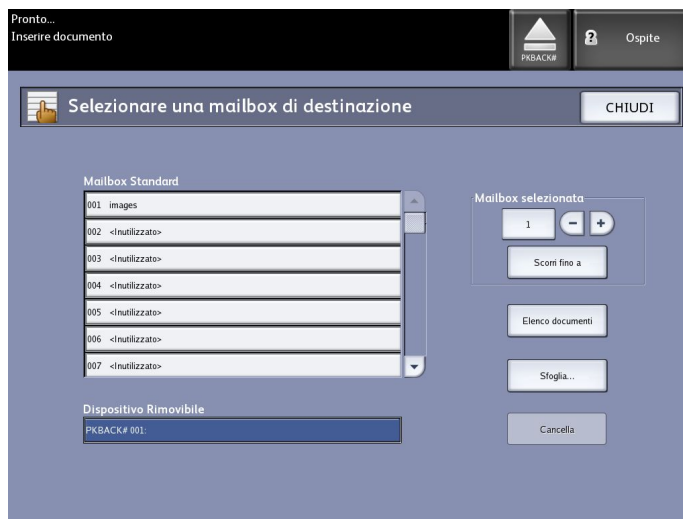 Pronto...
Inserire documento
PKBACK#
Ospite
Selezionare una mailbox di destinazione
CHIUDI
Mailbox Standard
001 images
002 <Inutilizzato>
003 <Inutilizzato>
004 <Inutilizzato>
005 <Inutilizzato>
006 <Inutilizzato>
007 <Inutilizzato>
Mailbox selezionata
1 - +
Scorri fino a
Elenco documenti
Sfoglia...
Cancella
Dispositivo Rimovibile
PKBACK# 001: